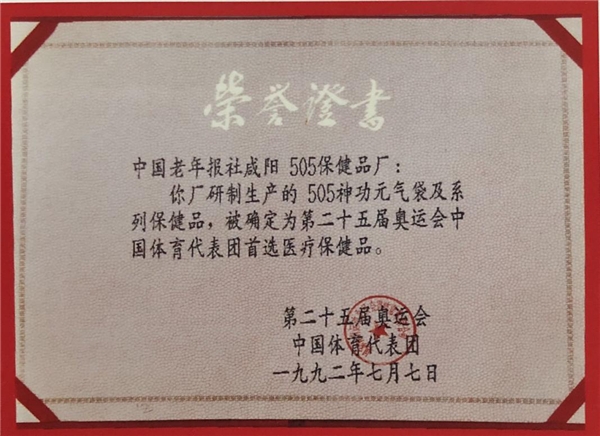 荣誉證書
中国老年报社咸阳 505保健品厂：
你厂研制生产的 505神功元气袋及系
列保健品，被确定为第二十五届奥运会中
国体育代表团首选医疗保健品。
第二十五届奥运会
中国体育代表团
一九九二年七月七日